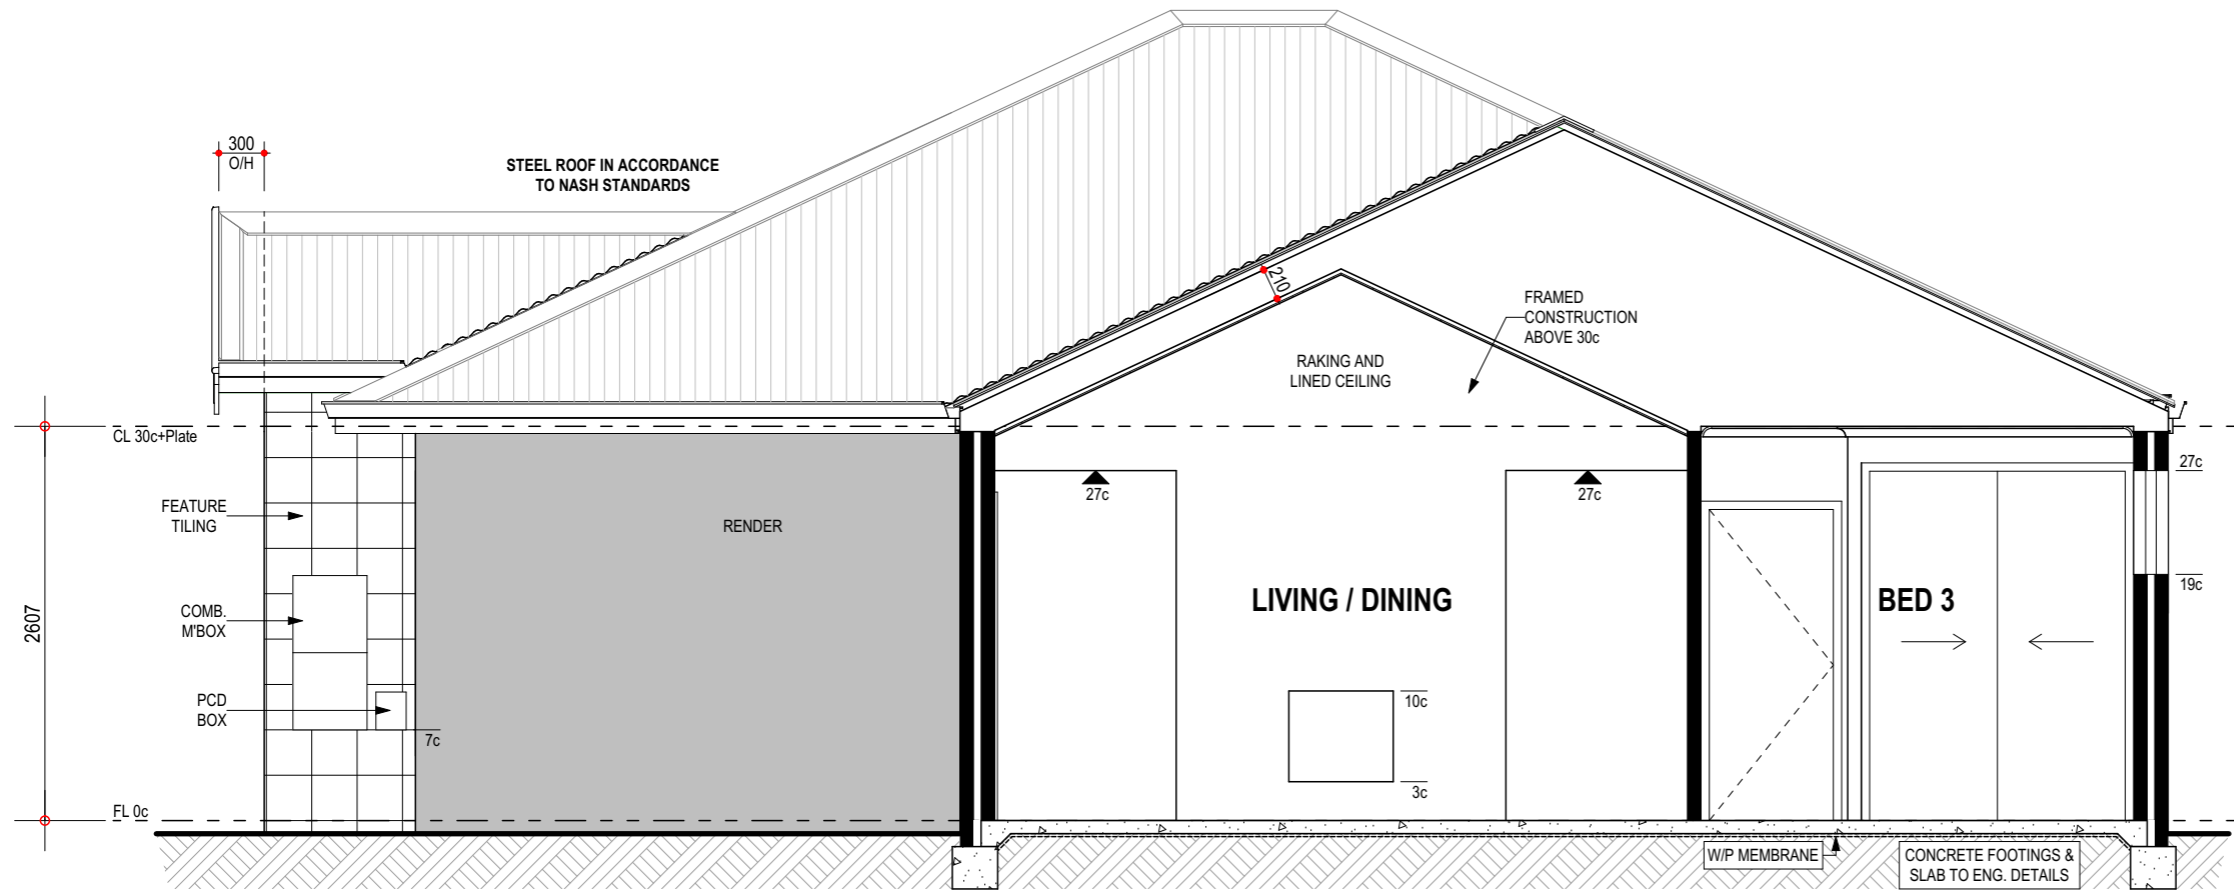 300
O/H
STEEL ROOF IN ACCORDANCE
TO NASH STANDARDS
210
FRAMED
CONSTRUCTION
ABOVE 30c
RAKING AND
LINED CEILING
CL 30c+Plate
27c
27c
27c
FEATURE
TILING
RENDER
19c
2607
COMB.
M'BOX
LIVING / DINING
BED 3
PCD
BOX
10c
7c
3c
FL 0c
W/P MEMBRANE
CONCRETE FOOTINGS &
SLAB TO ENG. DETAILS